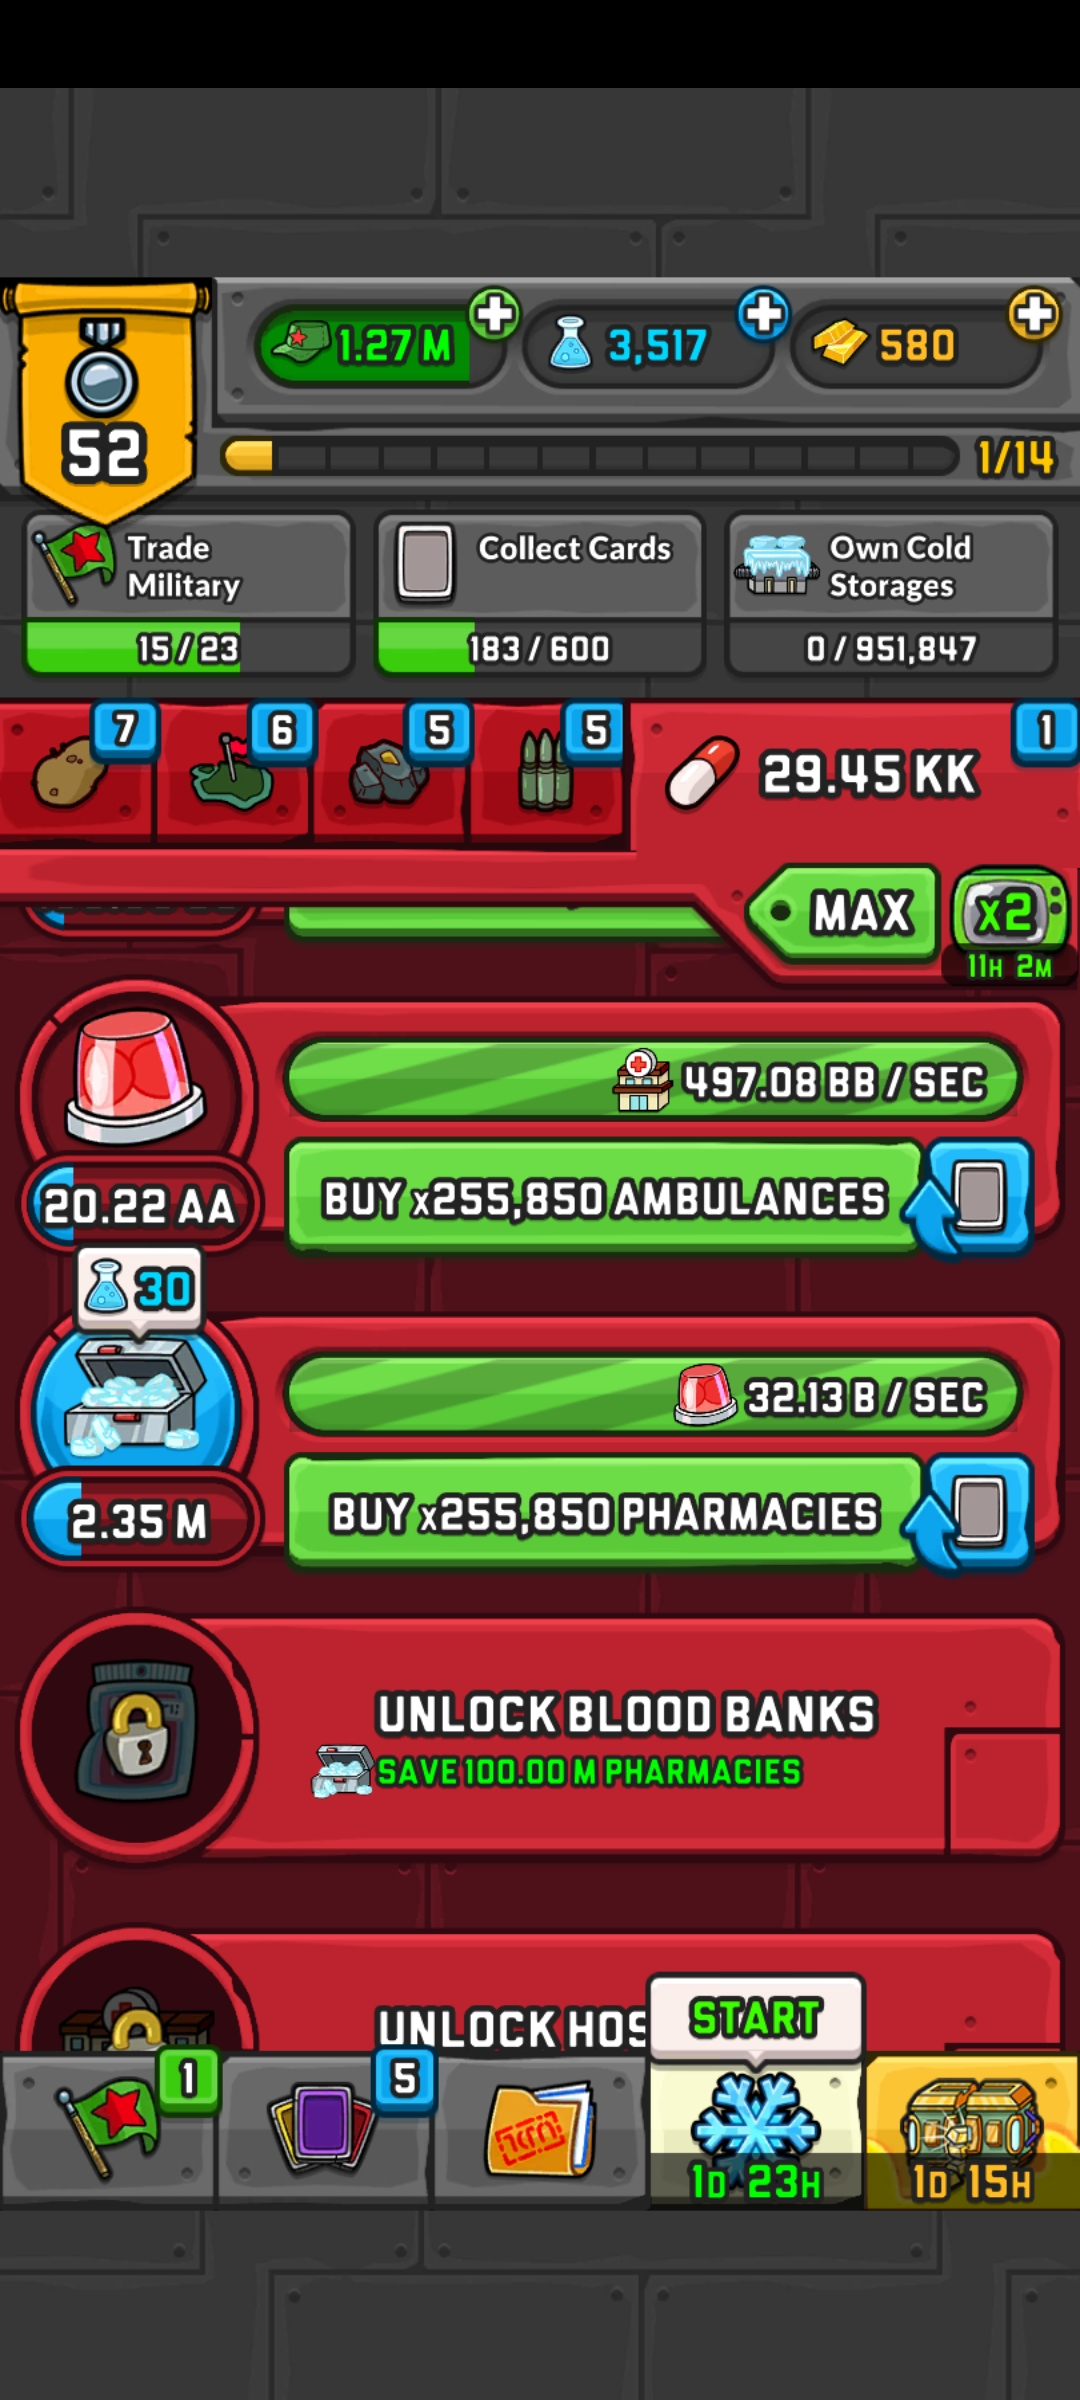 1.27 M
3,517
580
52
1/14
Trade
Military
15/23
Collect Cards
183/600
Own Cold
Storages
0/951,847
7
6
5
5
29.45 KK
1
MAX
x2
11H 2M
497.08 BB / SEC
20.22 AA
BUY x255,850 AMBULANCES
30
32.13 B / SEC
2.35 M
BUY x255,850 PHARMACIES
UNLOCK BLOOD BANKS
SAVE 100.00 M PHARMACIES
UNLOCK HOS
START
1
5
1D 23H
1D 15H